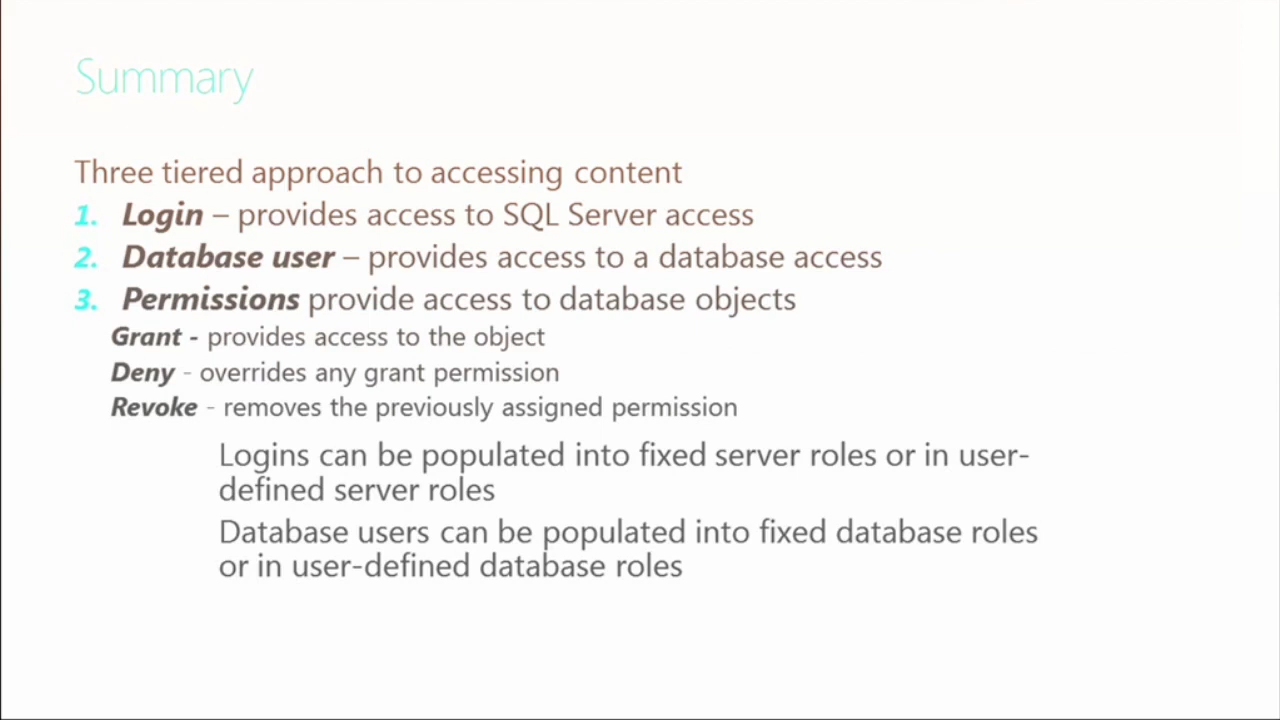 Summary
Three tiered approach to accessing content
1. Login – provides access to SQL Server access
2. Database user – provides access to a database access
3. Permissions provide access to database objects
Grant - provides access to the object
Deny - overrides any grant permission
Revoke - removes the previously assigned permission
Logins can be populated into fixed server roles or in user-
defined server roles
Database users can be populated into fixed database roles
or in user-defined database roles